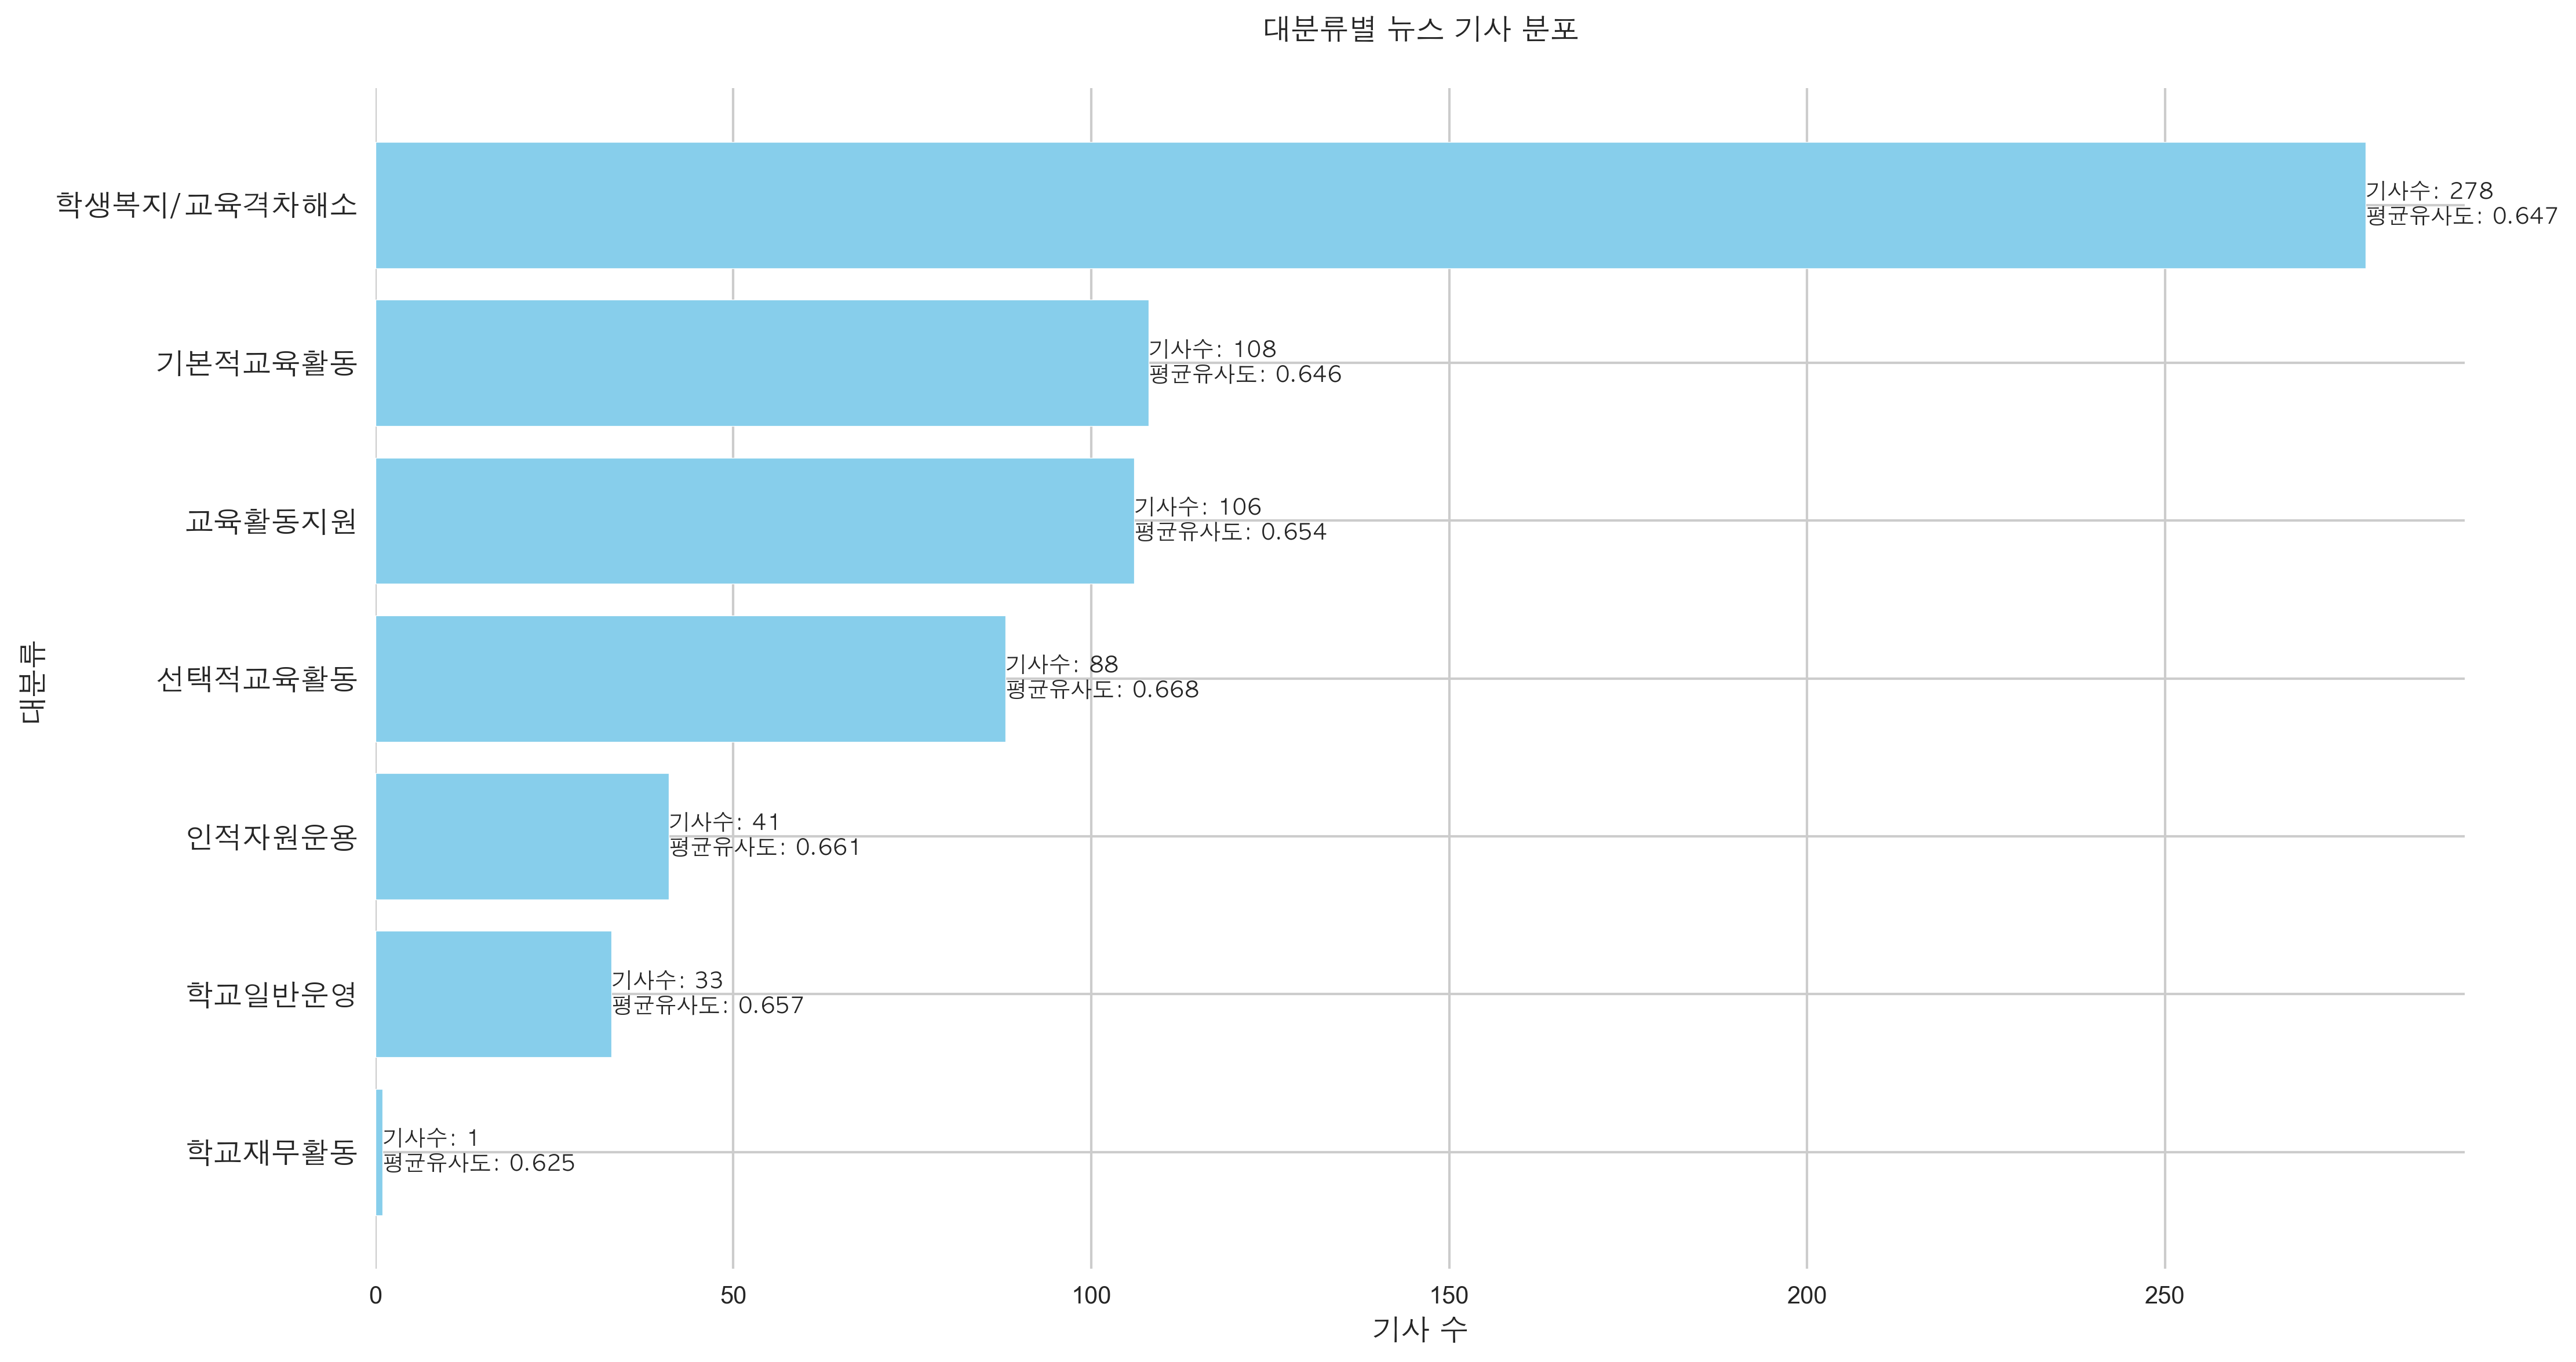 대분류별 뉴스 기사 분포
학생복지/교육격차해소
기사수: 278
평균유사도: 0.647
기본적교육활동
기사수: 108
평균유사도: 0.646
교육활동지원
기사수: 106
평균유사도: 0.654
선택적교육활동
기사수: 88
평균유사도: 0.668
인적자원운용
기사수: 41
평균유사도: 0.661
학교일반운영
기사수: 33
평균유사도: 0.657
학교재무활동
기사수: 1
평균유사도: 0.625
대분류
0 50 100 150 200 250
기사 수